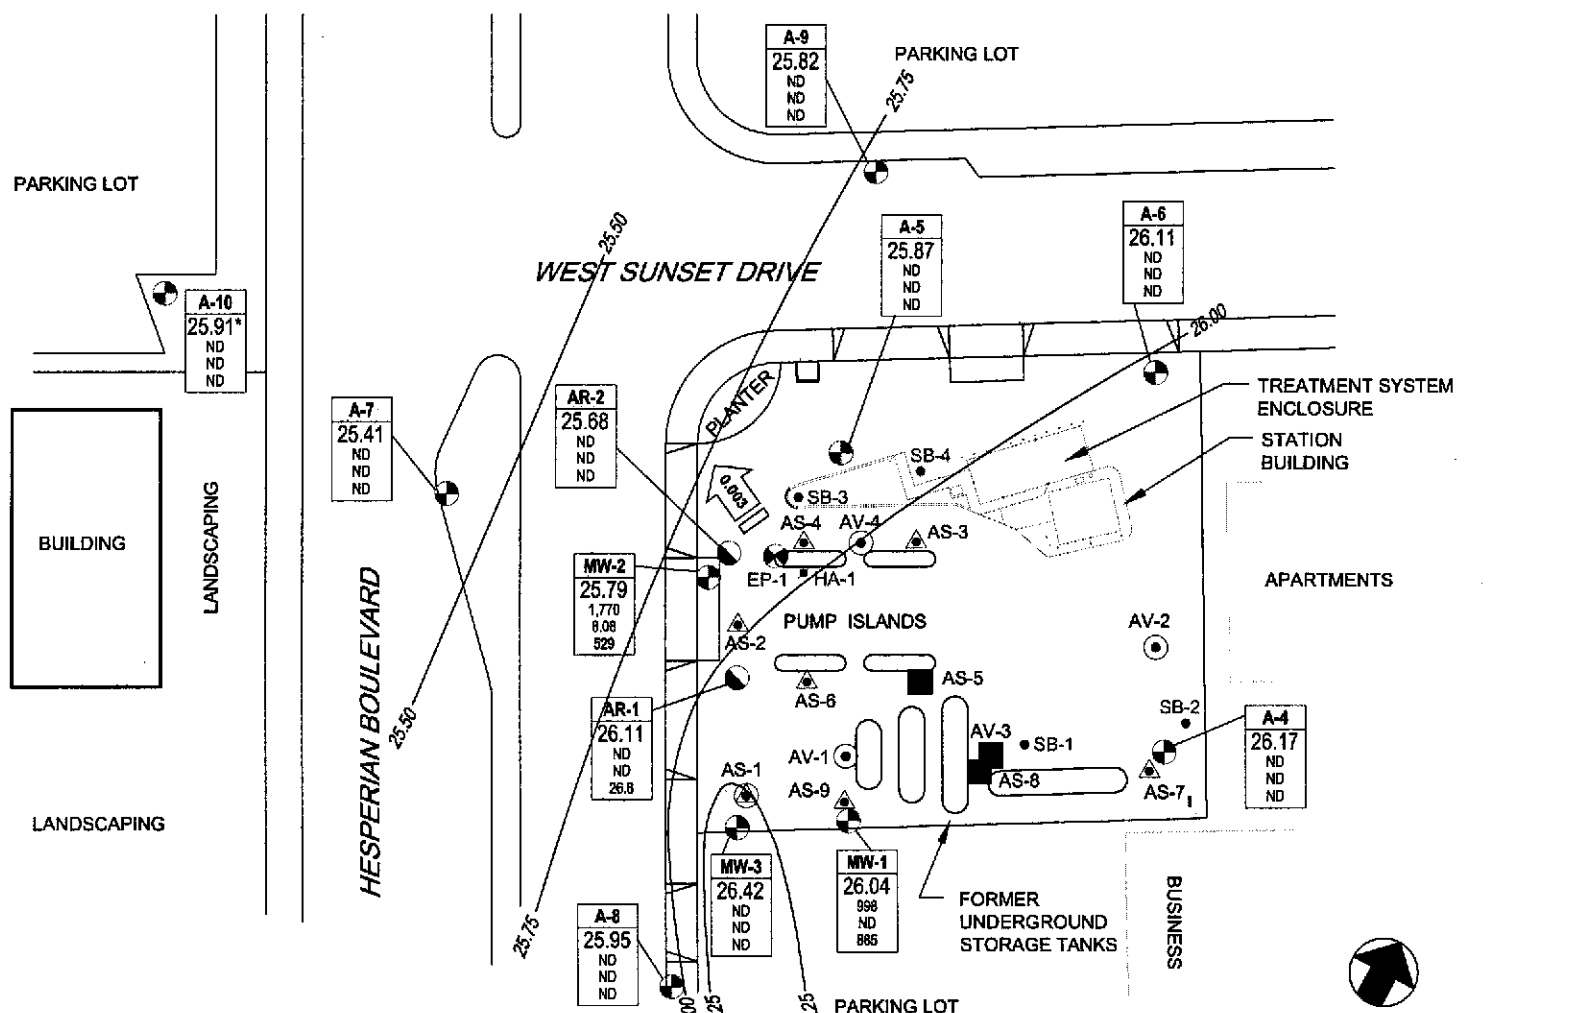 A-9
25.82
ND
ND
ND
PARKING LOT
25.75
PARKING LOT
25.50
WEST SUNSET DRIVE
A-5
25.87
ND
ND
ND
A-6
26.11
ND
ND
ND
26.00
A-10
25.91*
ND
ND
ND
A-7
25.41
ND
ND
ND
AR-2
25.68
ND
ND
ND
PLANTER
TREATMENT SYSTEM
ENCLOSURE
STATION
BUILDING
SB-4
0.003
SB-3
AS-4
AV-4
AS-3
BUILDING
LANDSCAPING
HESPERIAN BOULEVARD
MW-2
25.79
1,770
8.08
529
EP-1
HA-1
APARTMENTS
PUMP ISLANDS
AS-2
AV-2
AS-6
AS-5
AR-1
26.11
ND
ND
26.8
25.50
SB-2
A-4
26.17
ND
ND
ND
AV-3
SB-1
AV-1
AS-1
AS-9
AS-8
AS-7
LANDSCAPING
MW-3
26.42
ND
ND
ND
MW-1
26.04
998
ND
885
FORMER
UNDERGROUND
STORAGE TANKS
BUSINESS
25.75
A-8
25.95
ND
ND
ND
00
25
25
PARKING LOT